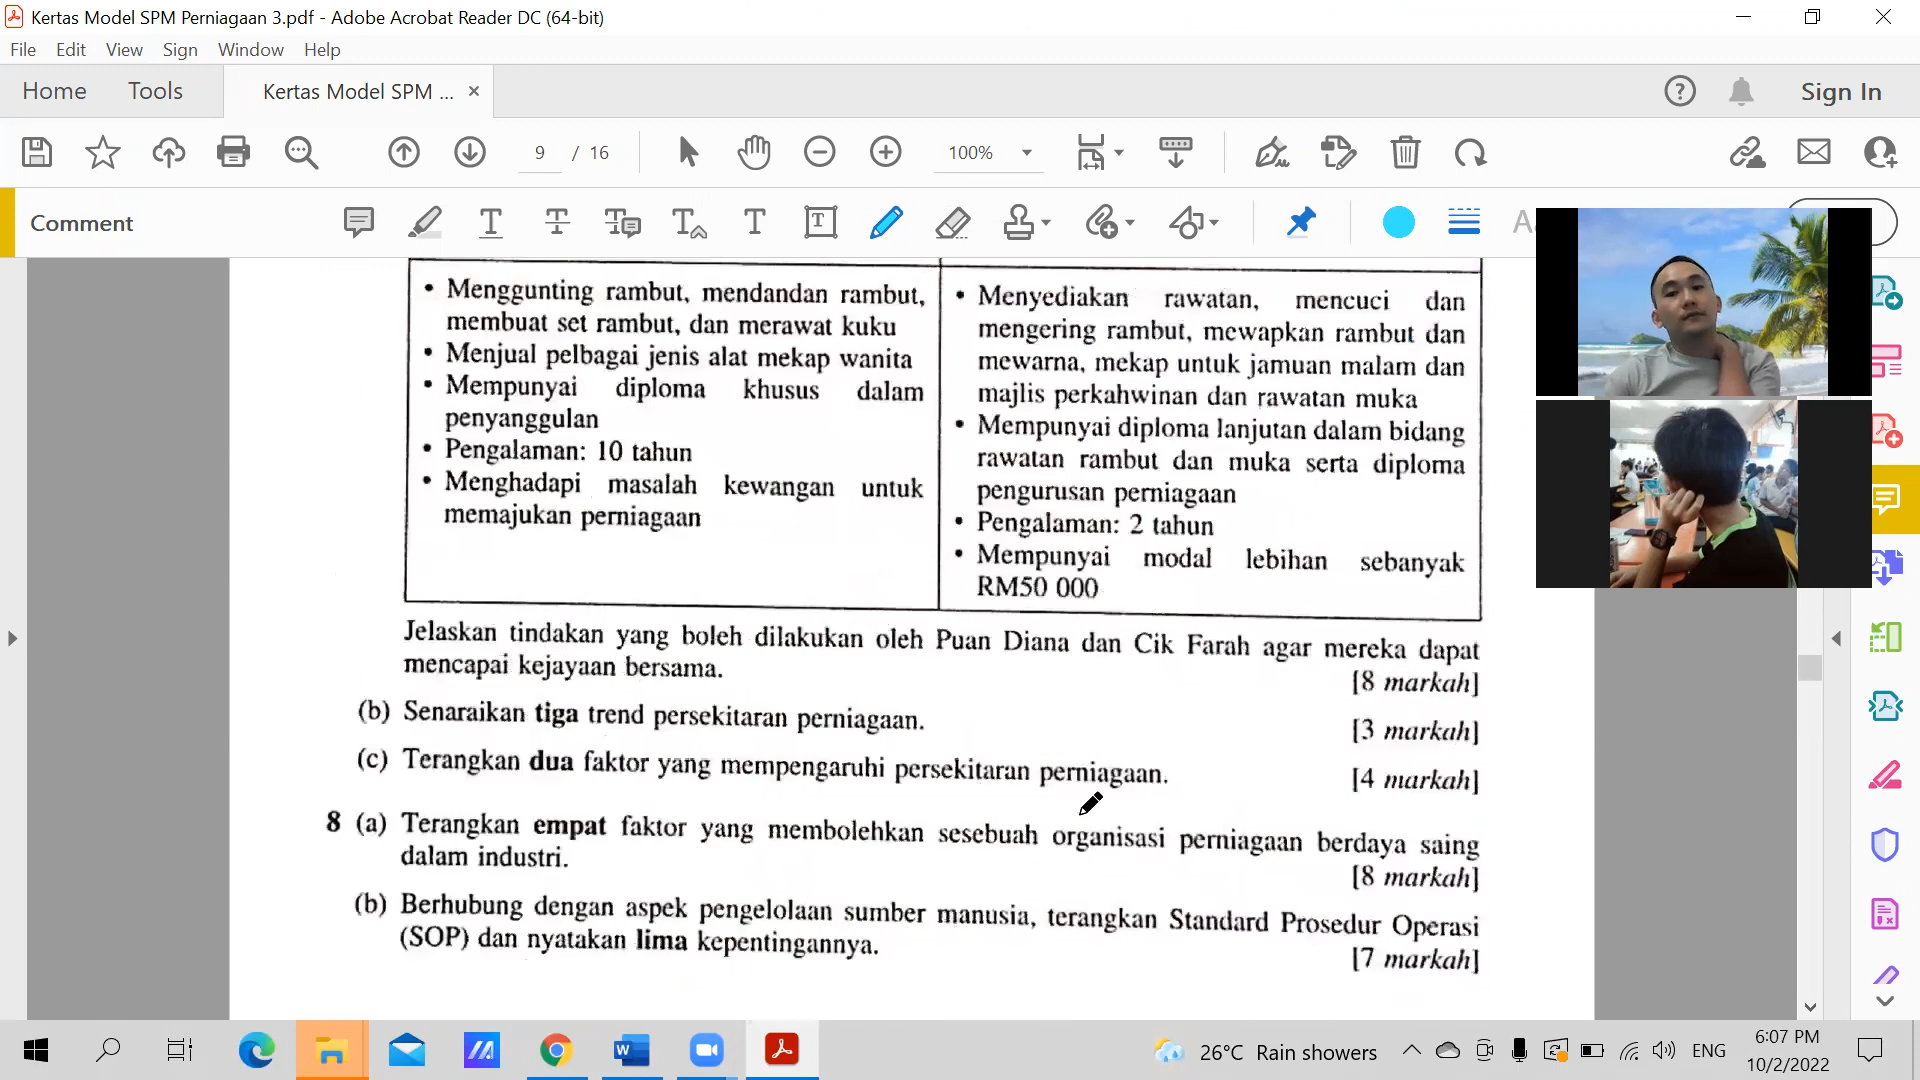 Kertas Model SPM Perniagaan 3.pdf - Adobe Acrobat Reader DC (64-bit)
File Edit View Sign Window Help
Home Tools Kertas Model SPM ... × Sign In
9 / 16 100%
Comment
• Menggunting rambut, mendandan rambut,
membuat set rambut, dan merawat kuku
• Menjual pelbagai jenis alat mekap wanita
• Mempunyai diploma khusus dalam
penyanggulan
• Pengalaman: 10 tahun
• Menghadapi masalah kewangan untuk
memajukan perniagaan
• Menyediakan rawatan, mencuci dan
mengering rambut, mewapkan rambut dan
mewarna, mekap untuk jamuan malam dan
majlis perkahwinan dan rawatan muka
• Mempunyai diploma lanjutan dalam bidang
rawatan rambut dan muka serta diploma
pengurusan perniagaan
• Pengalaman: 2 tahun
• Mempunyai modal lebihan sebanyak
RM50 000
Jelaskan tindakan yang boleh dilakukan oleh Puan Diana dan Cik Farah agar mereka dapat
mencapai kejayaan bersama.
[8 markah]
(b) Senaraikan tiga trend persekitaran perniagaan. [3 markah]
(c) Terangkan dua faktor yang mempengaruhi persekitaran perniagaan. [4 markah]
8 (a) Terangkan empat faktor yang membolehkan sesebuah organisasi perniagaan berdaya saing
dalam industri.
[8 markah]
(b) Berhubung dengan aspek pengelolaan sumber manusia, terangkan Standard Prosedur Operasi
(SOP) dan nyatakan lima kepentingannya.
[7 markah]
26°C Rain showers ENG
6:07 PM
10/2/2022